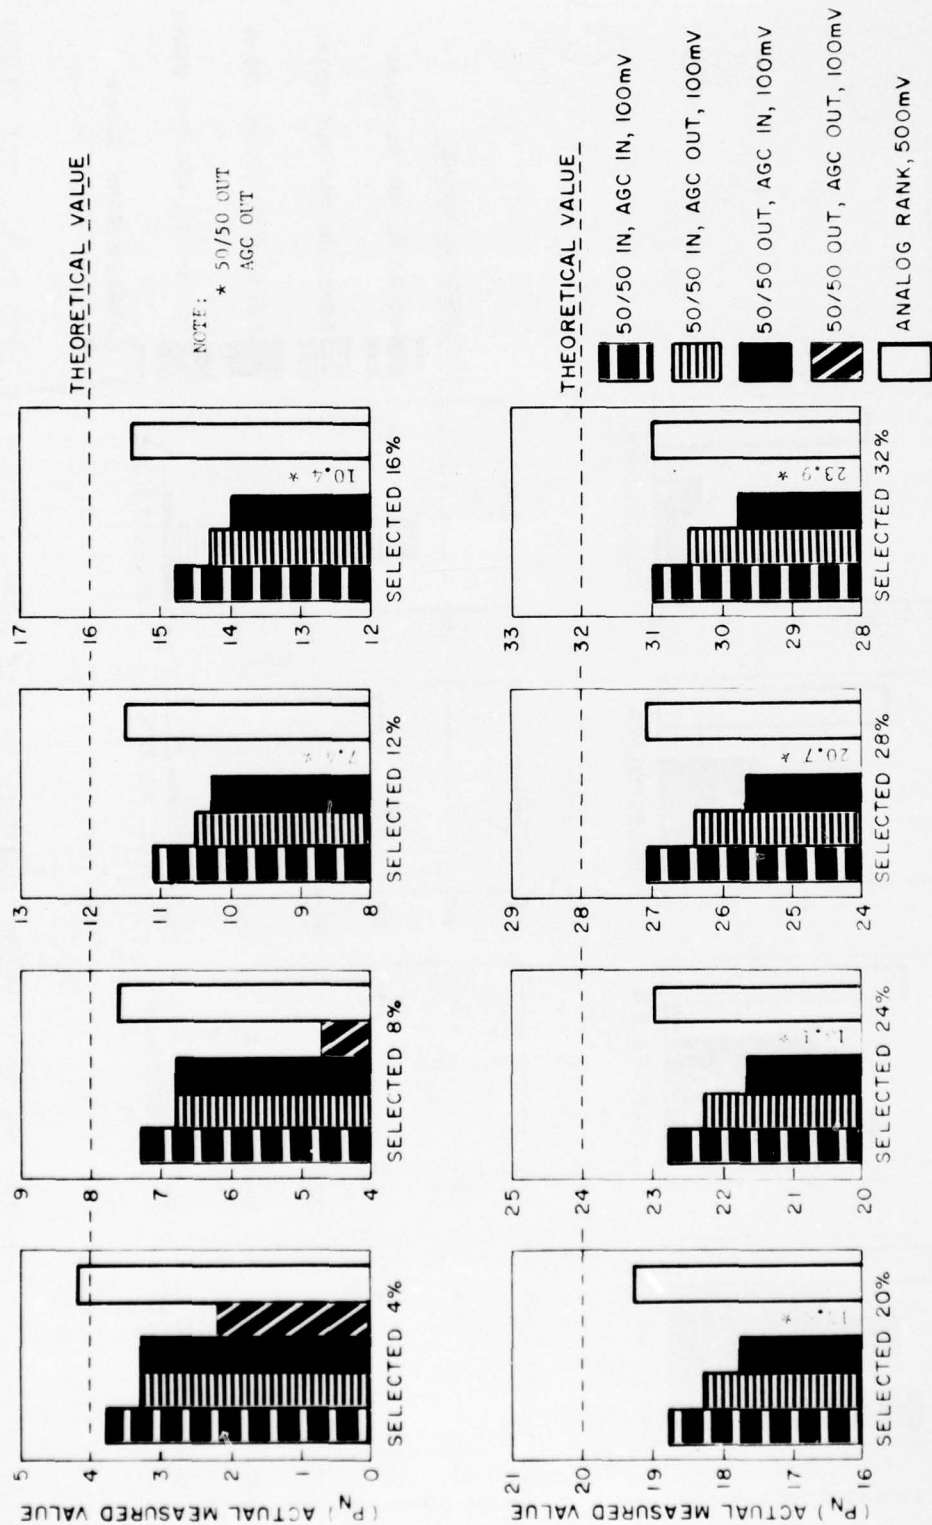 (P_N) ACTUAL MEASURED VALUE
5
4
3
2
1
0
SELECTED 4%
9
8
7
6
5
4
SELECTED 8%
13
12
11
10
9
8
SELECTED 12%
17
16
15
14
13
12
10.4 *
SELECTED 16%
THEORETICAL VALUE
NOTE:
* 50/50 OUT
AGC OUT
(P_N) ACTUAL MEASURED VALUE
21
20
19
18
17
16
*
SELECTED 20%
25
24
23
22
21
20
*
SELECTED 24%
29
28
27
26
25
24
20.7 *
SELECTED 28%
33
32
31
30
29
28
23.9 *
SELECTED 32%
THEORETICAL VALUE
50/50 IN, AGC IN, 100mV
50/50 IN, AGC OUT, 100mV
50/50 OUT, AGC IN, 100mV
50/50 OUT, AGC OUT, 100mV
ANALOG RANK, 500mV